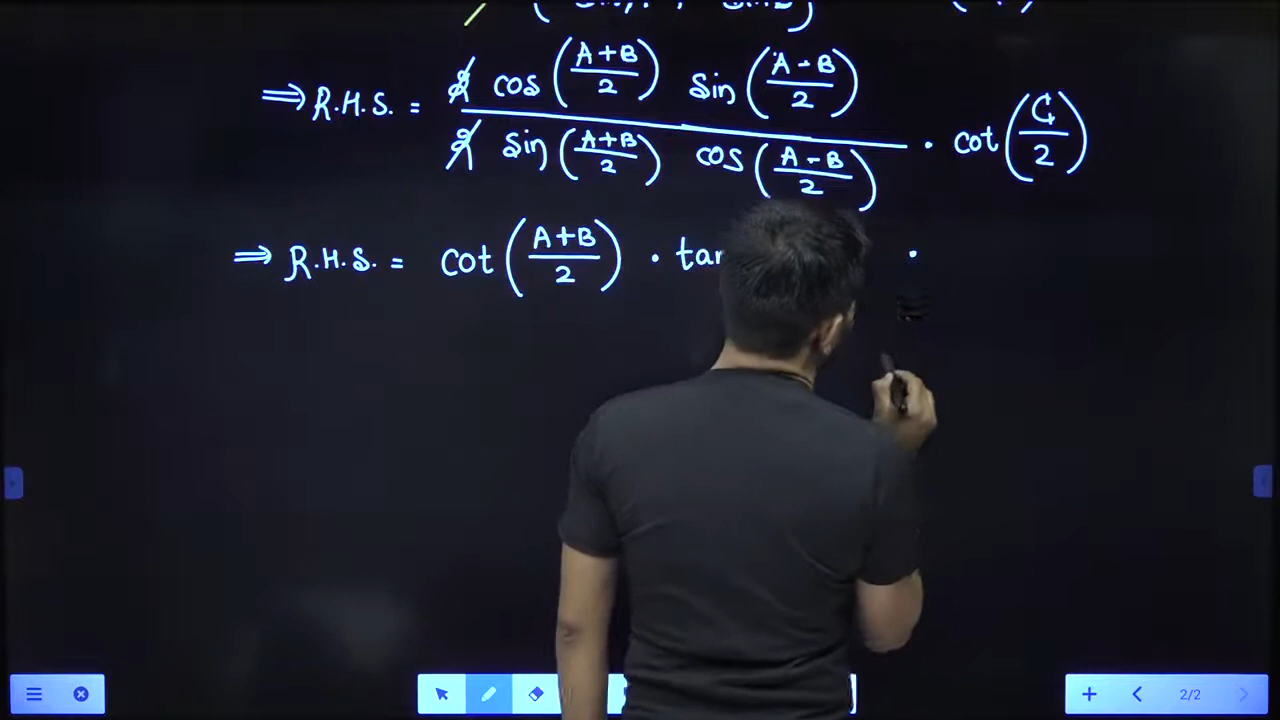 ⇒ R.H.S. = 2 cos (A+B/2) sin (A-B/2) / 2 sin (A+B/2) cos (A-B/2) · cot (C/2)
⇒ R.H.S. = cot (A+B/2) · tan ·
2/2